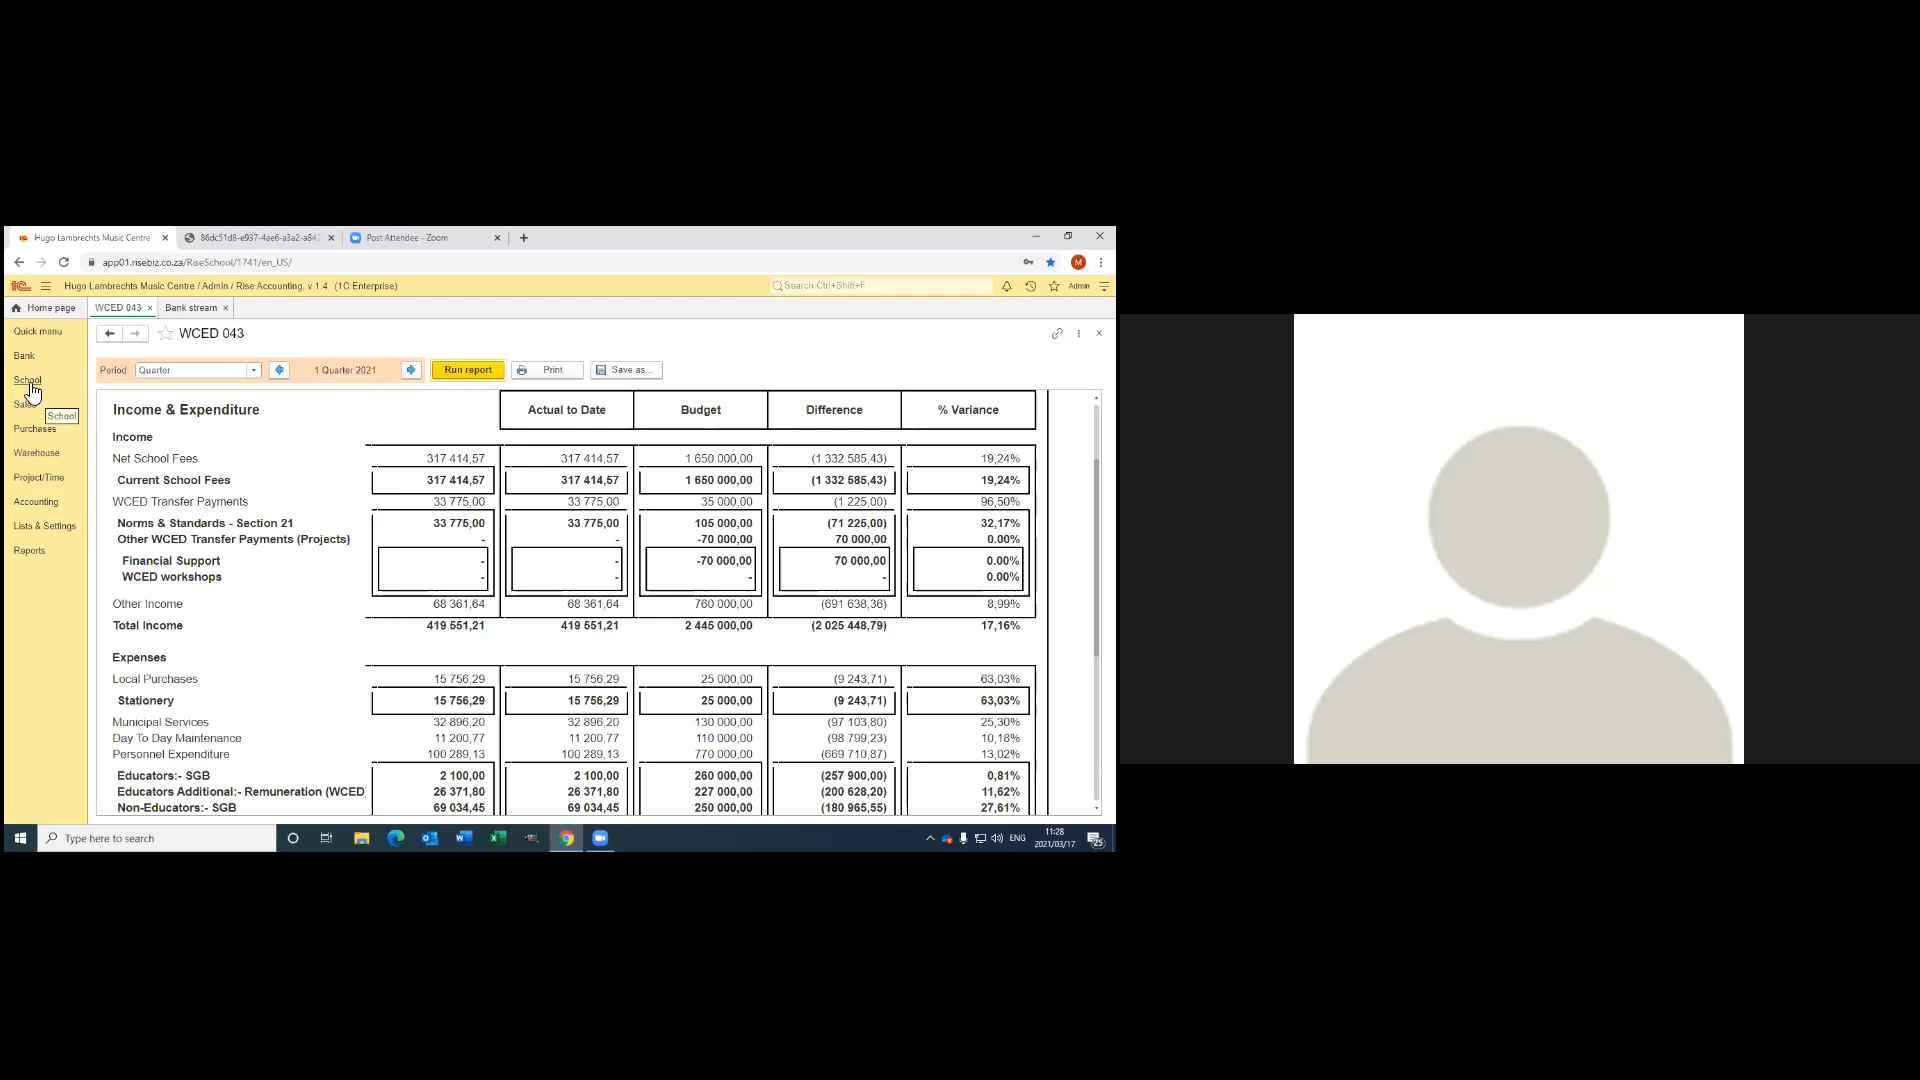 Hugo Lambrechts Music Centre
86dc51d8-e937-4ae6-a3a2-a842
Post Attendee - Zoom
app01.risebiz.co.za/RiseSchool/1741/en_US/
M
Hugo Lambrechts Music Centre / Admin / Rise Accounting, v 1.4 (1C:Enterprise)
Search Ctrl+Shift+F
Admin
Home page
WCED 043
Bank stream
Quick menu
Bank
School
Sales
School
Purchases
Warehouse
Project/Time
Accounting
Lists & Settings
Reports
WCED 043
Period Quarter 1 Quarter 2021 Run report Print Save as...
Income & Expenditure Actual to Date Budget Difference % Variance
Income
Net School Fees 317 414,57 317 414,57 1 650 000,00 (1 332 585,43) 19,24%
Current School Fees 317 414,57 317 414,57 1 650 000,00 (1 332 585,43) 19,24%
WCED Transfer Payments 33 775,00 33 775,00 35 000,00 (1 225,00) 96,50%
Norms & Standards - Section 21 33 775,00 33 775,00 105 000,00 (71 225,00) 32,17%
Other WCED Transfer Payments (Projects) - - -70 000,00 70 000,00 0.00%
Financial Support - - -70 000,00 70 000,00 0.00%
WCED workshops - - - - 0.00%
Other Income 68 361,64 68 361,64 760 000,00 (691 638,36) 8,99%
Total Income 419 551,21 419 551,21 2 445 000,00 (2 025 448,79) 17,16%
Expenses
Local Purchases 15 756,29 15 756,29 25 000,00 (9 243,71) 63,03%
Stationery 15 756,29 15 756,29 25 000,00 (9 243,71) 63,03%
Municipal Services 32 896,20 32 896,20 130 000,00 (97 103,80) 25,30%
Day To Day Maintenance 11 200,77 11 200,77 110 000,00 (98 799,23) 10,18%
Personnel Expenditure 100 289,13 100 289,13 770 000,00 (669 710,87) 13,02%
Educators:- SGB 2 100,00 2 100,00 260 000,00 (257 900,00) 0,81%
Educators Additional:- Remuneration (WCED) 26 371,80 26 371,80 227 000,00 (200 628,20) 11,62%
Non-Educators:- SGB 69 034,45 69 034,45 250 000,00 (180 965,55) 27,61%
Type here to search
ENG
11:28
2021/03/17
25